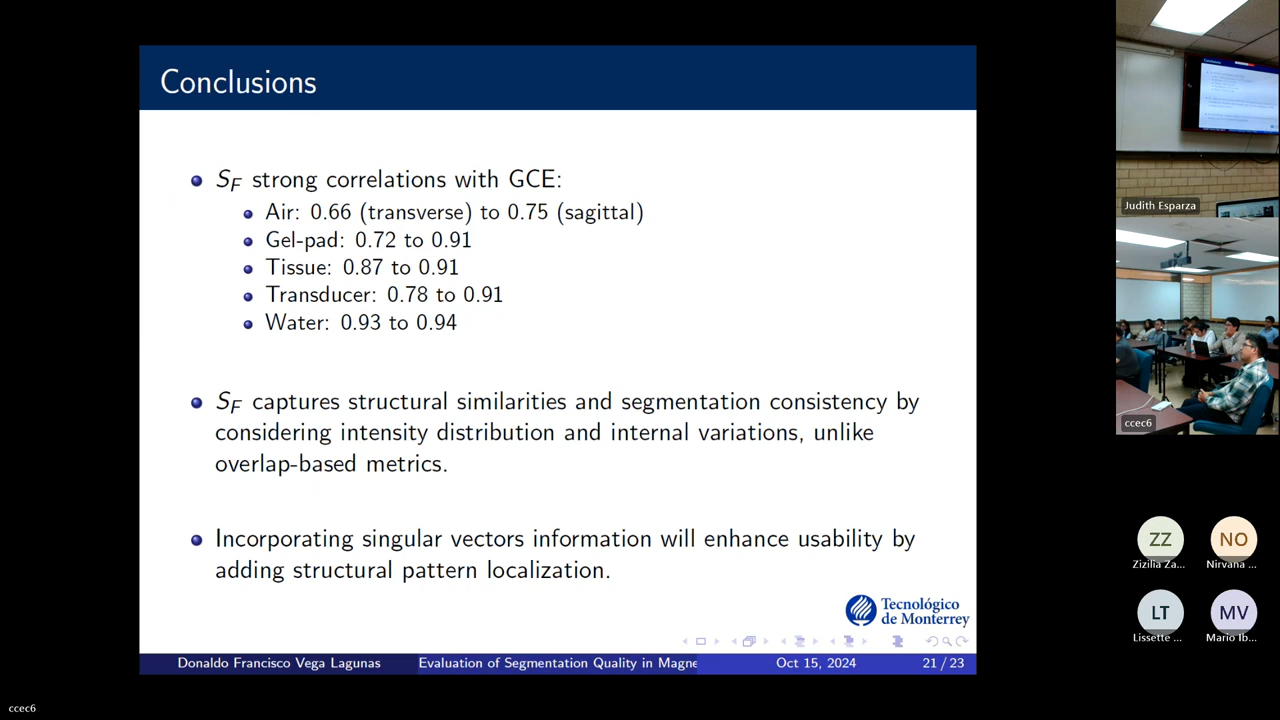 Conclusions
S_F strong correlations with GCE:
Air: 0.66 (transverse) to 0.75 (sagittal)
Gel-pad: 0.72 to 0.91
Tissue: 0.87 to 0.91
Transducer: 0.78 to 0.91
Water: 0.93 to 0.94
S_F captures structural similarities and segmentation consistency by
considering intensity distribution and internal variations, unlike
overlap-based metrics.
Incorporating singular vectors information will enhance usability by
adding structural pattern localization.
Tecnológico
de Monterrey
Donaldo Francisco Vega Lagunas
Evaluation of Segmentation Quality in Magne
Oct 15, 2024
21 / 23
Judith Esparza
ccec6
ZZ
NO
Zizilia Za...
Nirvana ...
LT
MV
Lissette ...
Mario Ib...
ccec6